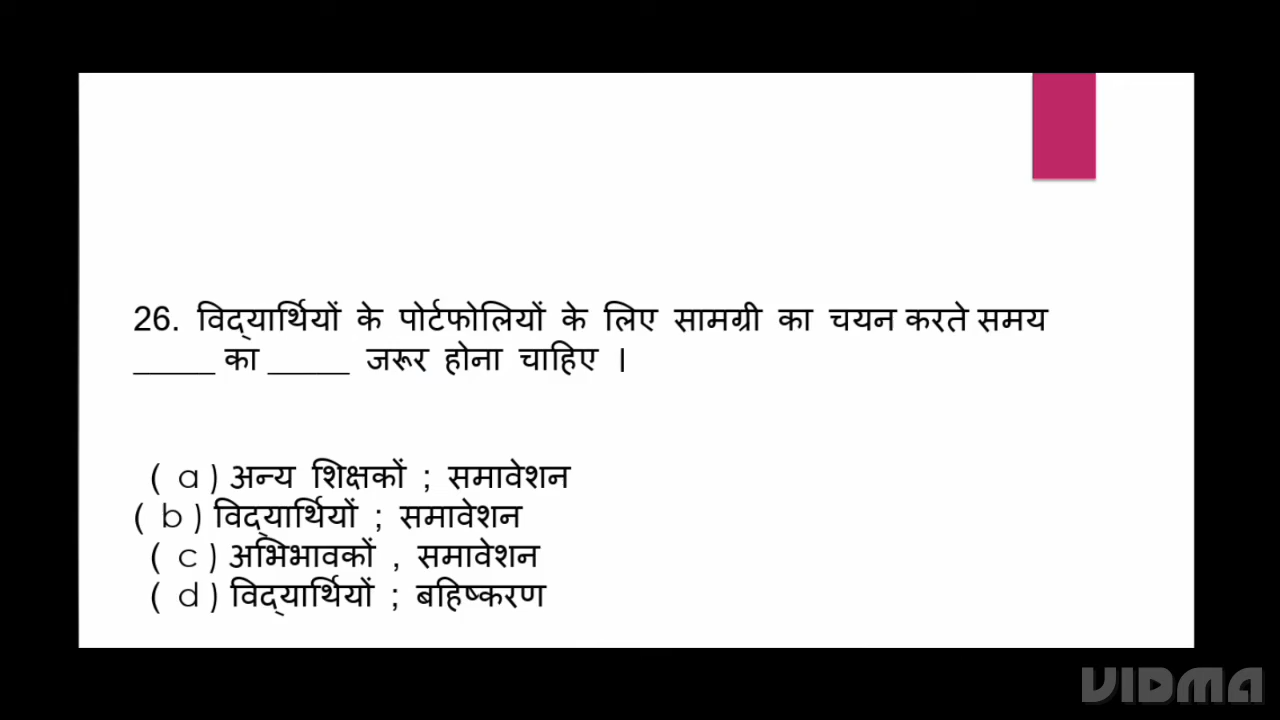 26. विद्यार्थियों के पोर्टफोलियों के लिए सामग्री का चयन करते समय
_____ का _____ जरूर होना चाहिए ।
( a ) अन्य शिक्षकों ; समावेशन
( b ) विद्यार्थियों ; समावेशन
( c ) अभिभावकों , समावेशन
( d ) विद्यार्थियों ; बहिष्करण
VIDMA